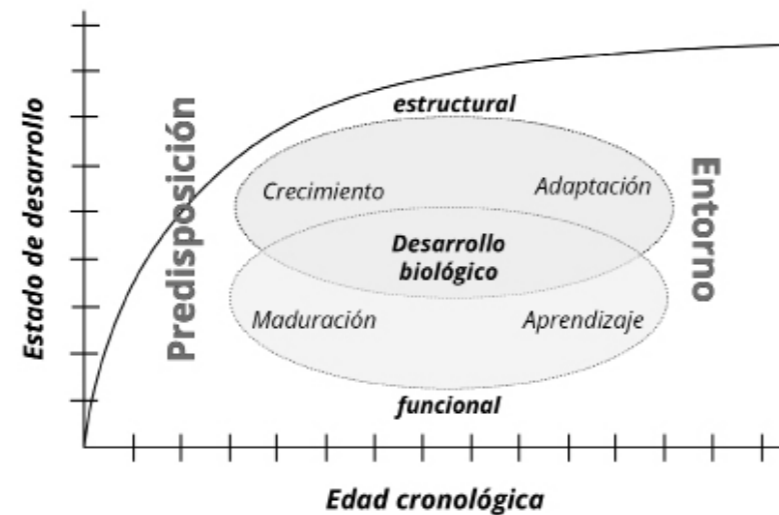 Estado de desarrollo
Predisposición
estructural
Crecimiento
Adaptación
Desarrollo
biológico
Maduración
Aprendizaje
funcional
Entorno
Edad cronológica